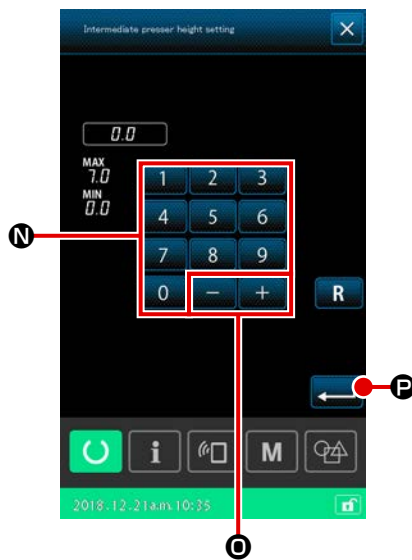 Intermediate presser height setting
0.0
MAX
7.0
MIN
0.0
1 2 3
4 5 6
N
7 8 9
0 − + R
P
i M
2018.12.21a.m.10:35
O